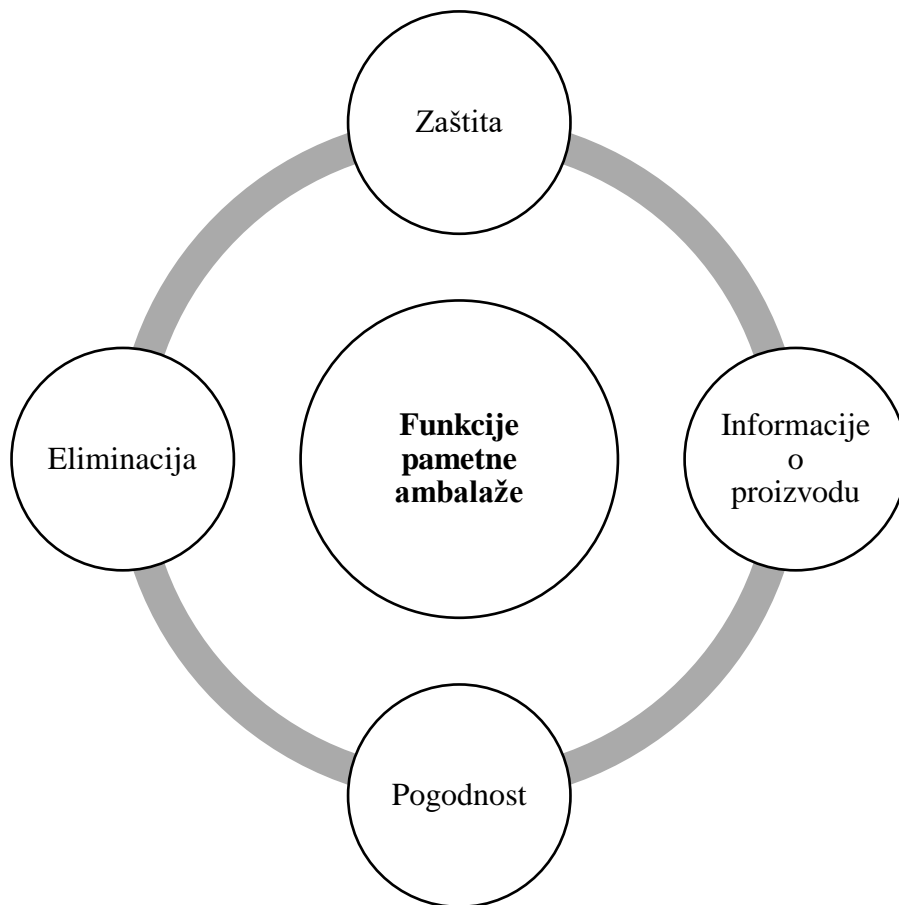 Zaštita
Eliminacija
Funkcije
pametne
ambalaže
Informacije
o
proizvodu
Pogodnost